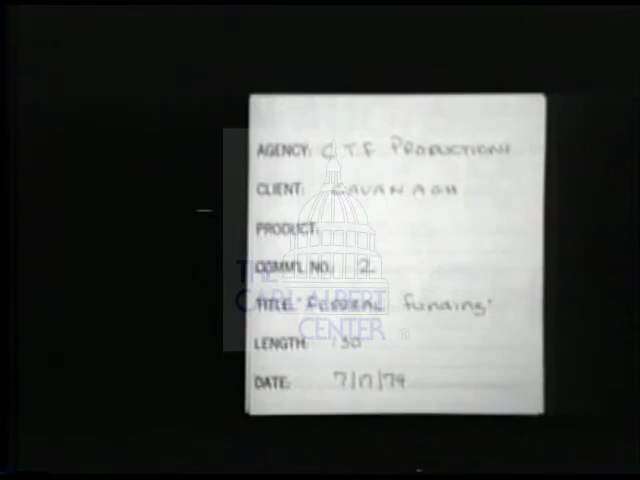 AGENCY: C T F PRODUCTIONS
CLIENT: CAVANAGH
PRODUCT:
COMM'L NO.: 2
TITLE: "FEDERAL Funding"
LENGTH: :30
DATE: 7/17/79
THE
CARL ALBERT
CENTER ®